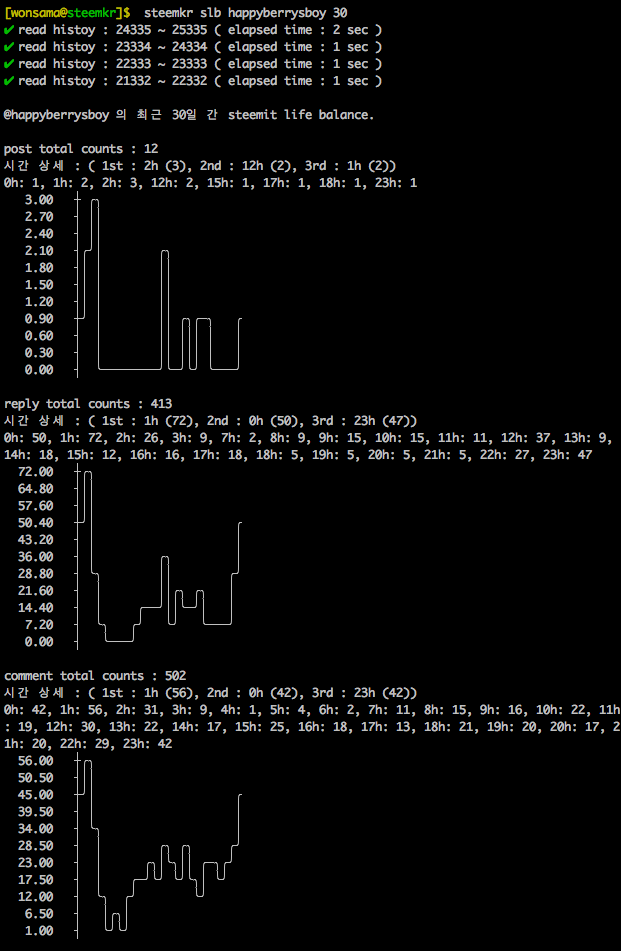 [wonsama@steemkr]$ steemkr slb happyberrysboy 30
✔ read histoy : 24335 ~ 25335 ( elapsed time : 2 sec )
✔ read histoy : 23334 ~ 24334 ( elapsed time : 1 sec )
✔ read histoy : 22333 ~ 23333 ( elapsed time : 1 sec )
✔ read histoy : 21332 ~ 22332 ( elapsed time : 1 sec )
@happyberrysboy 의 최근 30일 간 steemit life balance.
post total counts : 12
시간 상세 : ( 1st : 2h (3), 2nd : 12h (2), 3rd : 1h (2))
0h: 1, 1h: 2, 2h: 3, 12h: 2, 15h: 1, 17h: 1, 18h: 1, 23h: 1
3.00
2.70
2.40
2.10
1.80
1.50
1.20
0.90
0.60
0.30
0.00
reply total counts : 413
시간 상세 : ( 1st : 1h (72), 2nd : 0h (50), 3rd : 23h (47))
0h: 50, 1h: 72, 2h: 26, 3h: 9, 7h: 2, 8h: 9, 9h: 15, 10h: 15, 11h: 11, 12h: 37, 13h: 9,
14h: 18, 15h: 12, 16h: 16, 17h: 18, 18h: 5, 19h: 5, 20h: 5, 21h: 5, 22h: 27, 23h: 47
72.00
64.80
57.60
50.40
43.20
36.00
28.80
21.60
14.40
7.20
0.00
comment total counts : 502
시간 상세 : ( 1st : 1h (56), 2nd : 0h (42), 3rd : 23h (42))
0h: 42, 1h: 56, 2h: 31, 3h: 9, 4h: 1, 5h: 4, 6h: 2, 7h: 11, 8h: 15, 9h: 16, 10h: 22, 11h
: 19, 12h: 30, 13h: 22, 14h: 17, 15h: 25, 16h: 18, 17h: 13, 18h: 21, 19h: 20, 20h: 17, 2
1h: 20, 22h: 29, 23h: 42
56.00
50.50
45.00
39.50
34.00
28.50
23.00
17.50
12.00
6.50
1.00